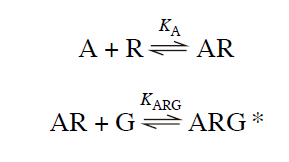 K_A
A + R ⇌ AR
K_ARG
AR + G ⇌ ARG*